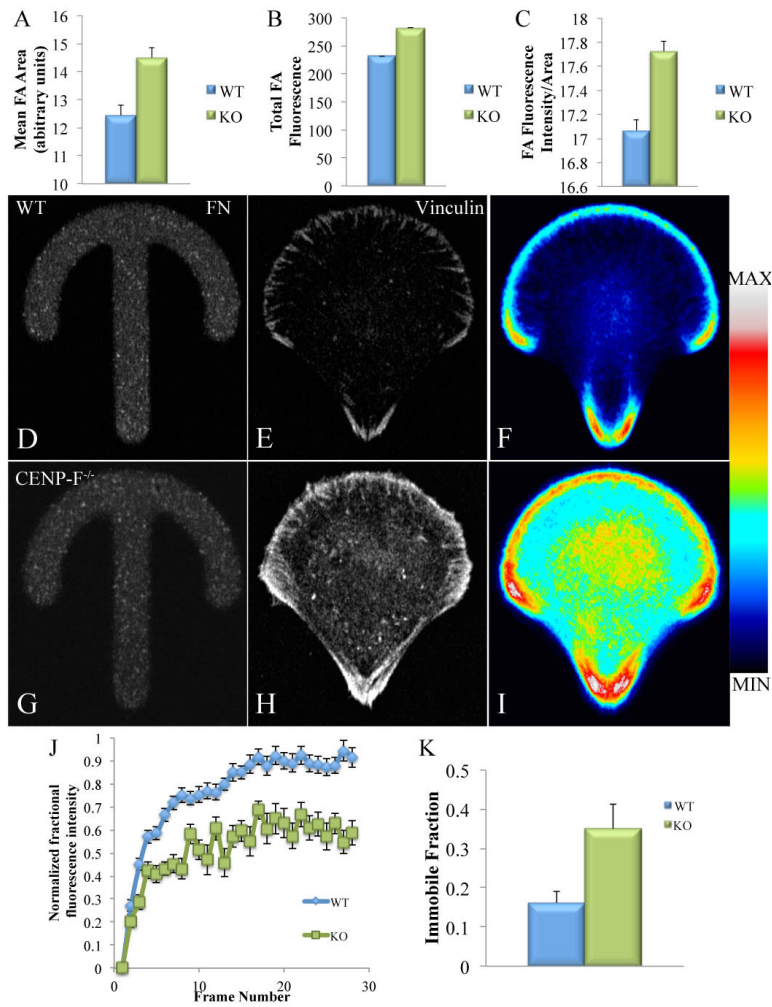 A
Mean FA Area
(abitrary units)
16
15
14
13
12
11
10
WT
KO
B
Total FA
Fluorescence
300
250
200
150
100
50
0
WT
KO
C
FA Fluorescence
Intensity/Area
18
17.8
17.6
17.4
17.2
17
16.8
16.6
WT
KO
WT
FN
D
Vinculin
E
F
MAX
MIN
CENP-F-/-
G
H
I
J
Normalized fractional
fluorescence intensity
1
0.9
0.8
0.7
0.6
0.5
0.4
0.3
0.2
0.1
0
WT
KO
0 10 20 30
Frame Number
K
Immobile Fraction
0.5
0.4
0.3
0.2
0.1
0
WT
KO